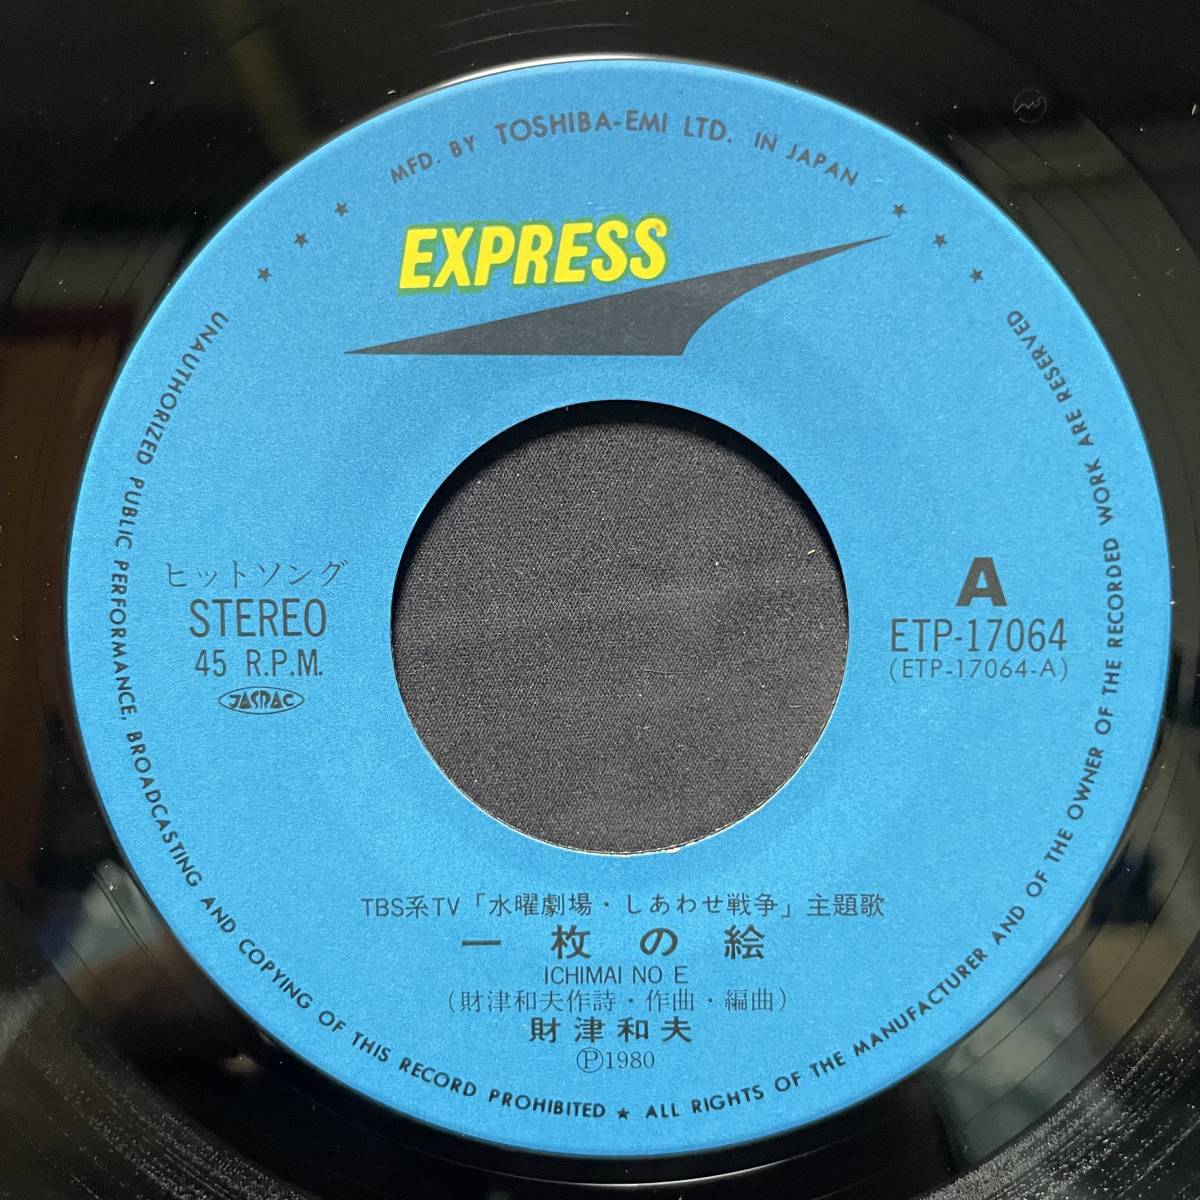 MFD. BY TOSHIBA-EMI LTD. IN JAPAN
EXPRESS
ヒットソング
STEREO
45 R.P.M.
JASRAC
A
ETP-17064
(ETP-17064-A)
TBS系TV「水曜劇場・しあわせ戦争」主題歌
一枚の絵
ICHIMAI NO E
(財津和夫作詩・作曲・編曲)
財津和夫
Ⓟ1980
★ ★ ★ UNAUTHORIZED PUBLIC PERFORMANCE, BROADCASTING AND COPYING OF THIS RECORD PROHIBITED ★ ALL RIGHTS OF THE MANUFACTURER AND OF THE OWNER OF THE RECORDED WORK ARE RESERVED ★ ★ ★